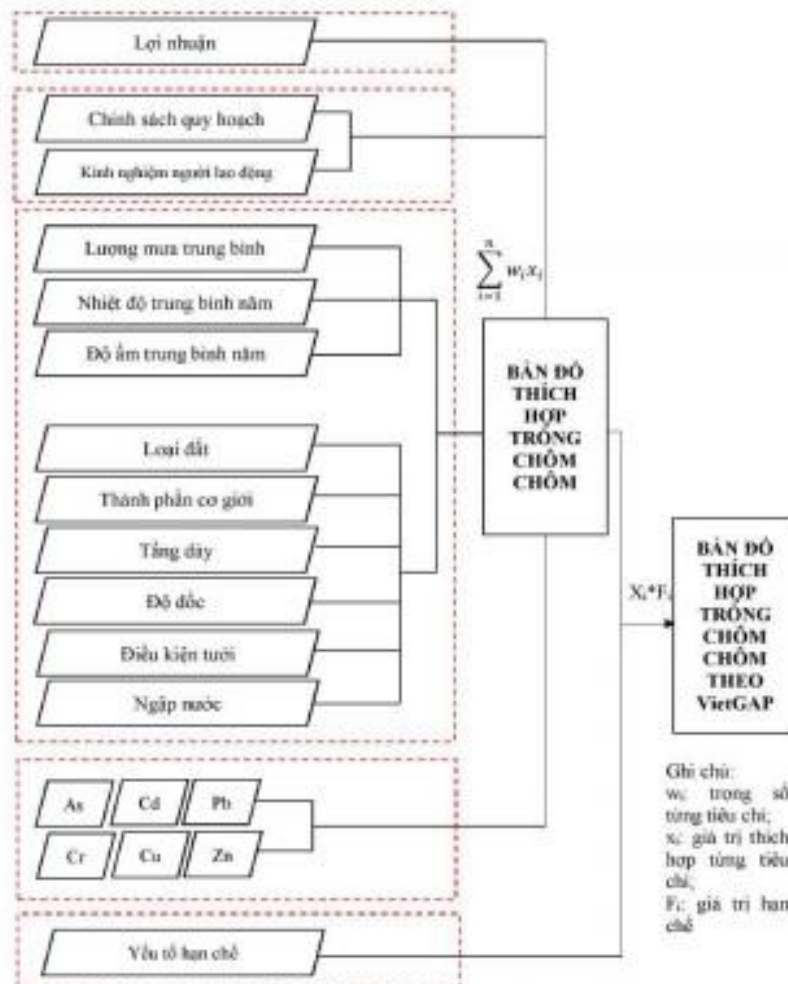 Lợi nhuận
Chính sách quy hoạch
Kinh nghiệm người lao động
Lượng mưa trung bình
Nhiệt độ trung bình năm
Độ ẩm trung bình năm
Loại đất
Thành phần cơ giới
Tầng dày
Độ dốc
Điều kiện tưới
Ngập nước
As Cd Pb
Cr Cu Zn
Yếu tố hạn chế
n
∑ wᵢxᵢ
i=1
BẢN ĐỒ
THÍCH
HỢP
TRỒNG
CHÔM
CHÔM
Xᵢ*Fᵢ
BẢN ĐỒ
THÍCH
HỢP
TRỒNG
CHÔM
CHÔM
THEO
VietGAP
Ghi chú:
wᵢ: trọng số
từng tiêu chí;
xᵢ: giá trị thích
hợp từng tiêu
chí;
Fᵢ: giá trị hạn
chế